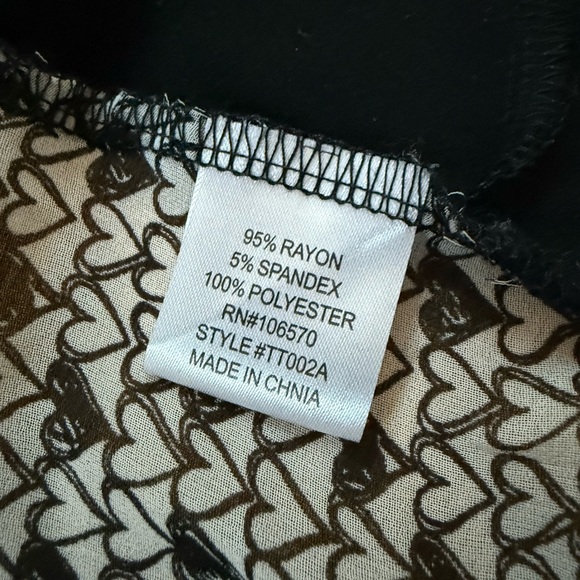 95% RAYON
5% SPANDEX
100% POLYESTER
RN#106570
STYLE #TT002A
MADE IN CHNIA